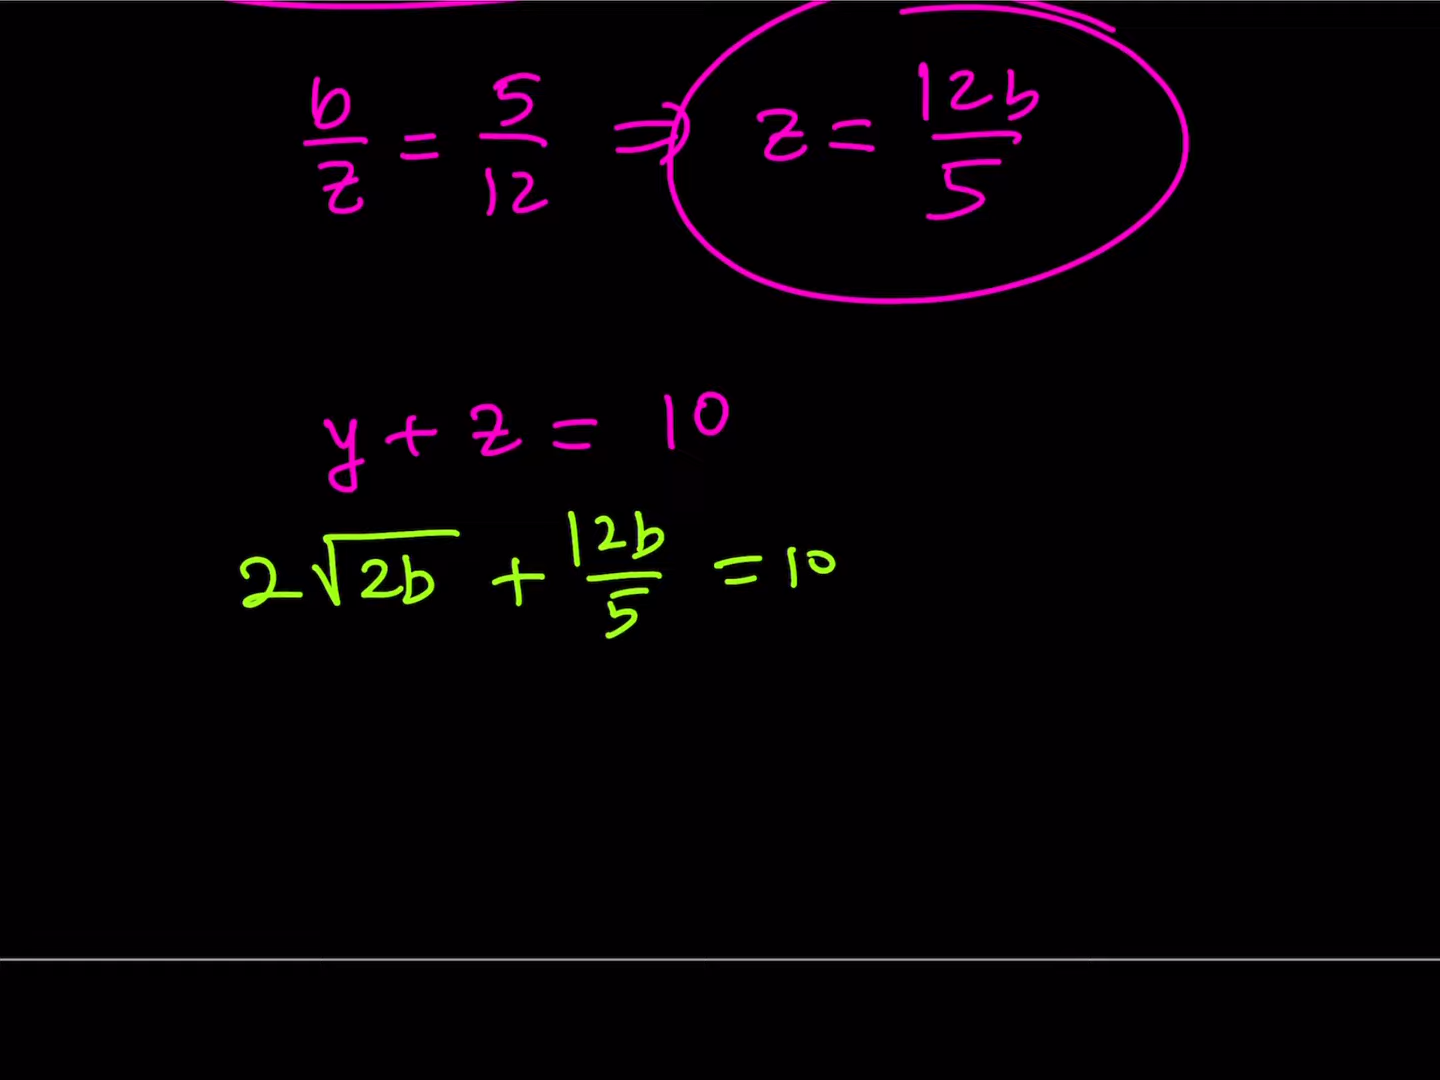 b/z = 5/12 ⇒ z = 12b/5
y + z = 10
2√2b + 12b/5 = 10